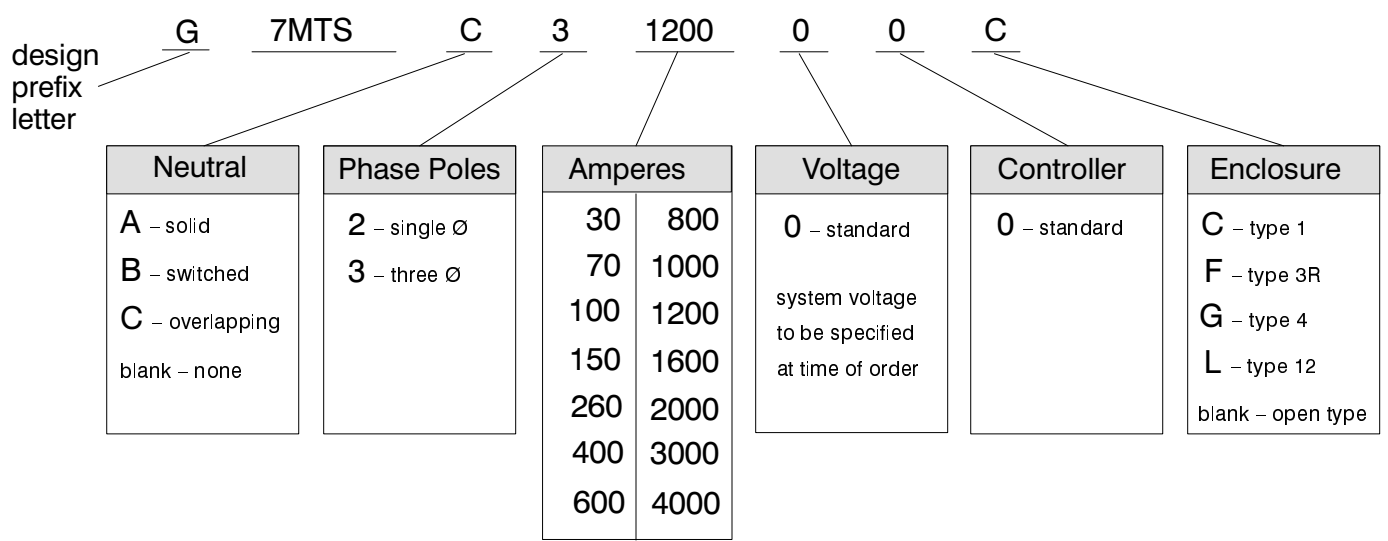 G 7MTS C 3 1200 0 0 C
design
prefix
letter
Neutral
A – solid
B – switched
C – overlapping
blank – none
Phase Poles
2 – single Ø
3 – three Ø
Amperes
30 800
70 1000
100 1200
150 1600
260 2000
400 3000
600 4000
Voltage
0 – standard
system voltage
to be specified
at time of order
Controller
0 – standard
Enclosure
C – type 1
F – type 3R
G – type 4
L – type 12
blank – open type